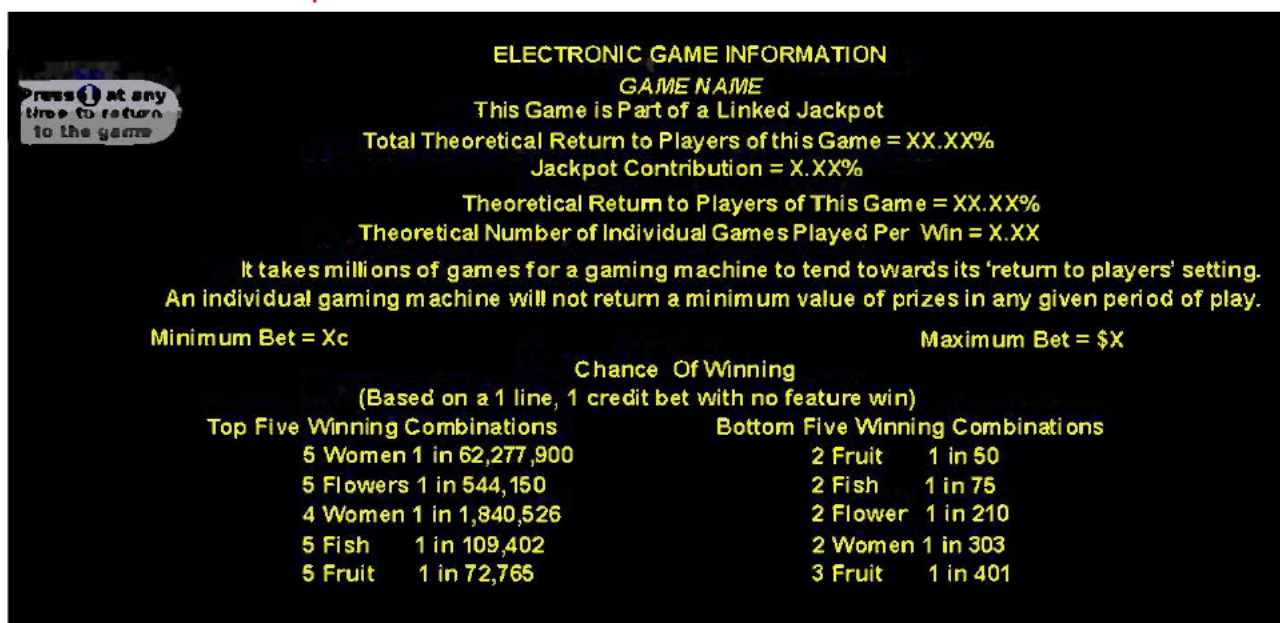 ELECTRONIC GAME INFORMATION
Press 1 at any
time to return
to the game
GAME NAME
This Game is Part of a Linked Jackpot
Total Theoretical Return to Players of this Game = XX.XX%
Jackpot Contribution = X.XX%
Theoretical Return to Players of This Game = XX.XX%
Theoretical Number of Individual Games Played Per Win = X.XX
It takes millions of games for a gaming machine to tend towards its 'return to players' setting.
An individual gaming machine will not return a minimum value of prizes in any given period of play.
Minimum Bet = Xc Maximum Bet = $X
Chance Of Winning
(Based on a 1 line, 1 credit bet with no feature win)
Top Five Winning Combinations Bottom Five Winning Combinations
5 Women 1 in 62,277,900 2 Fruit 1 in 50
5 Flowers 1 in 544,150 2 Fish 1 in 75
4 Women 1 in 1,840,526 2 Flower 1 in 210
5 Fish 1 in 109,402 2 Women 1 in 303
5 Fruit 1 in 72,765 3 Fruit 1 in 401